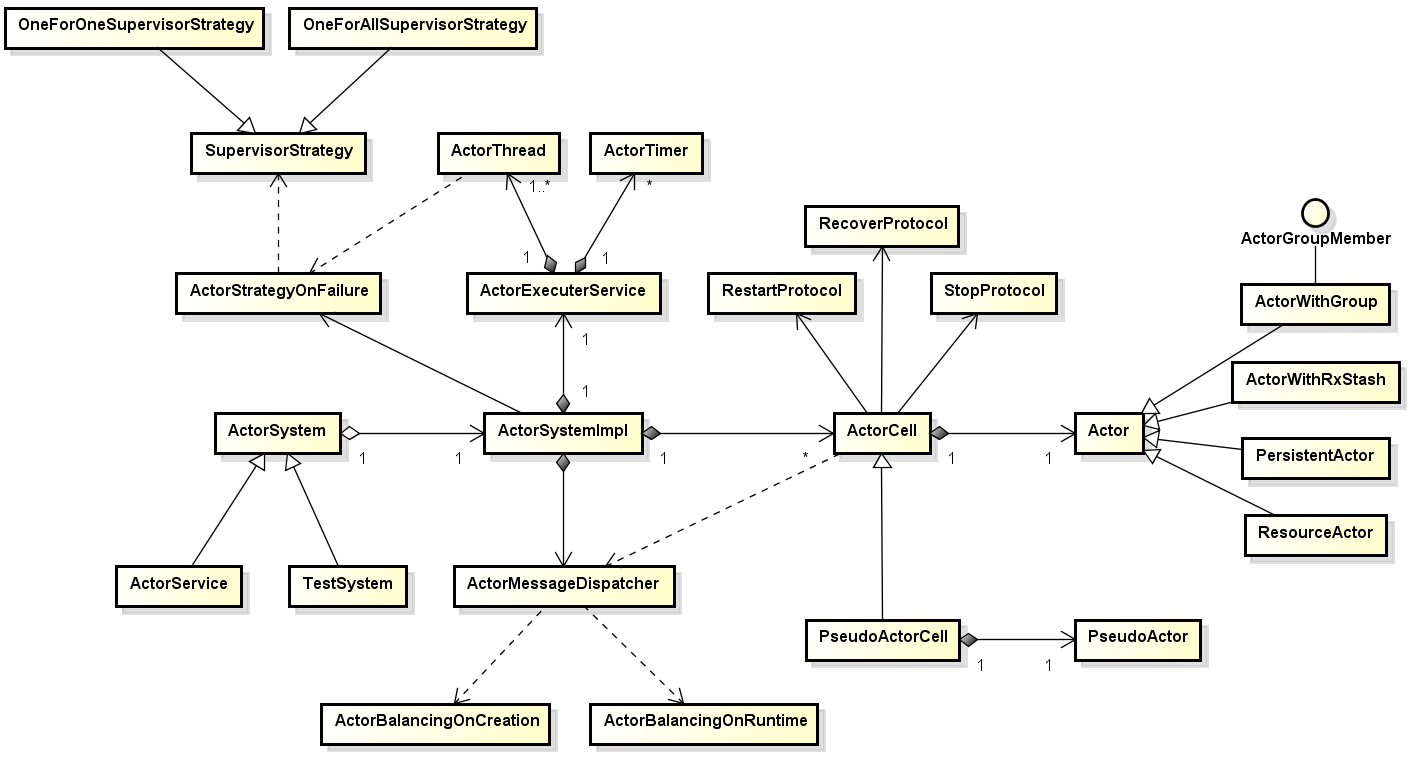 OneForOneSupervisorStrategy
OneForAllSupervisorStrategy
SupervisorStrategy
ActorThread
ActorTimer
1..*
*
RecoverProtocol
ActorGroupMember
1
1
ActorStrategyOnFailure
ActorExecuterService
RestartProtocol
StopProtocol
ActorWithGroup
1
ActorWithRxStash
1
ActorSystem
ActorSystemImpl
ActorCell
Actor
1
1
1
*
1
1
PersistentActor
ResourceActor
ActorService
TestSystem
ActorMessageDispatcher
PseudoActorCell
PseudoActor
1
1
ActorBalancingOnCreation
ActorBalancingOnRuntime